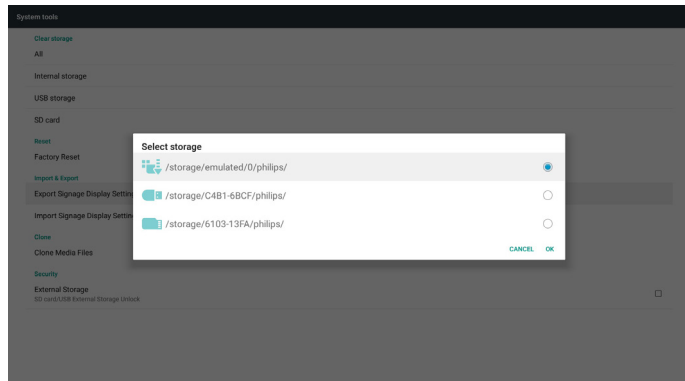 System tools
Clear storage
All
Internal storage
USB storage
SD card
Reset
Factory Reset
Import & Export
Export Signage Display Settin
Import Signage Display Settin
Clone
Clone Media Files
Security
External Storage
SD card/USB External Storage Unlock
Select storage
/storage/emulated/0/philips/
/storage/C4B1-6BCF/philips/
/storage/6103-13FA/philips/
CANCEL OK